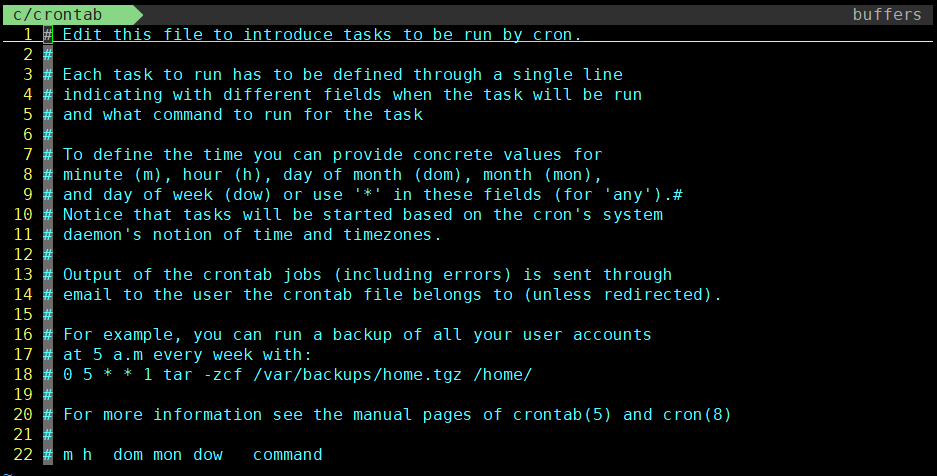 c/crontab buffers
1 # Edit this file to introduce tasks to be run by cron.
2 #
3 # Each task to run has to be defined through a single line
4 # indicating with different fields when the task will be run
5 # and what command to run for the task
6 #
7 # To define the time you can provide concrete values for
8 # minute (m), hour (h), day of month (dom), month (mon),
9 # and day of week (dow) or use '*' in these fields (for 'any').#
10 # Notice that tasks will be started based on the cron's system
11 # daemon's notion of time and timezones.
12 #
13 # Output of the crontab jobs (including errors) is sent through
14 # email to the user the crontab file belongs to (unless redirected).
15 #
16 # For example, you can run a backup of all your user accounts
17 # at 5 a.m every week with:
18 # 0 5 * * 1 tar -zcf /var/backups/home.tgz /home/
19 #
20 # For more information see the manual pages of crontab(5) and cron(8)
21 #
22 # m h  dom mon dow   command
~